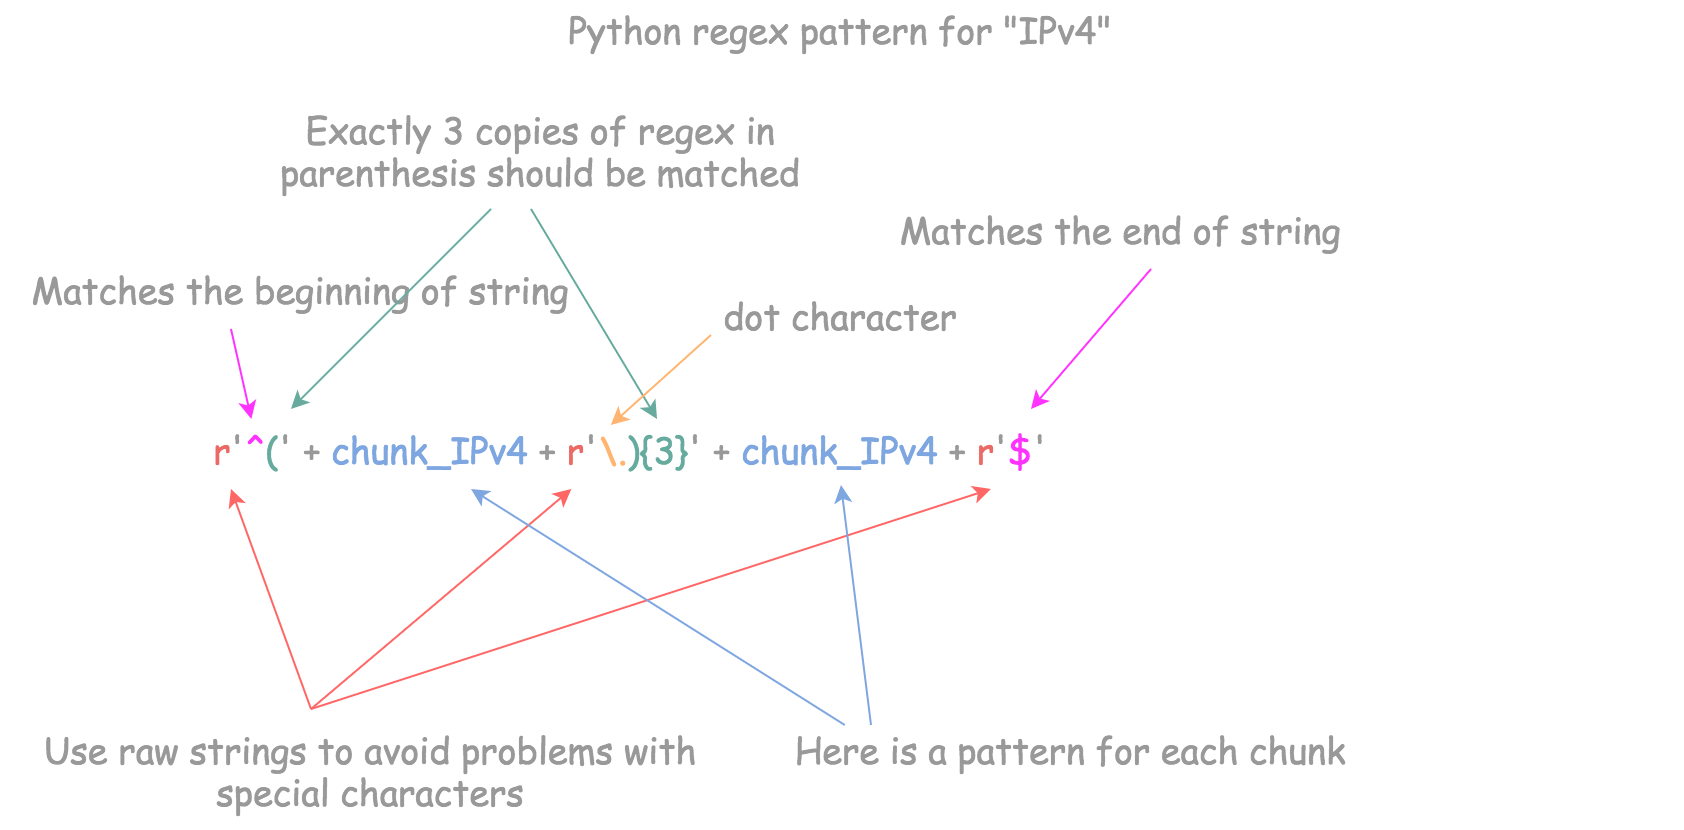 Python regex pattern for "IPv4"
Exactly 3 copies of regex in
parenthesis should be matched
Matches the end of string
Matches the beginning of string
dot character
r'^(' + chunk_IPv4 + r'\.){3}' + chunk_IPv4 + r'$'
Use raw strings to avoid problems with
special characters
Here is a pattern for each chunk